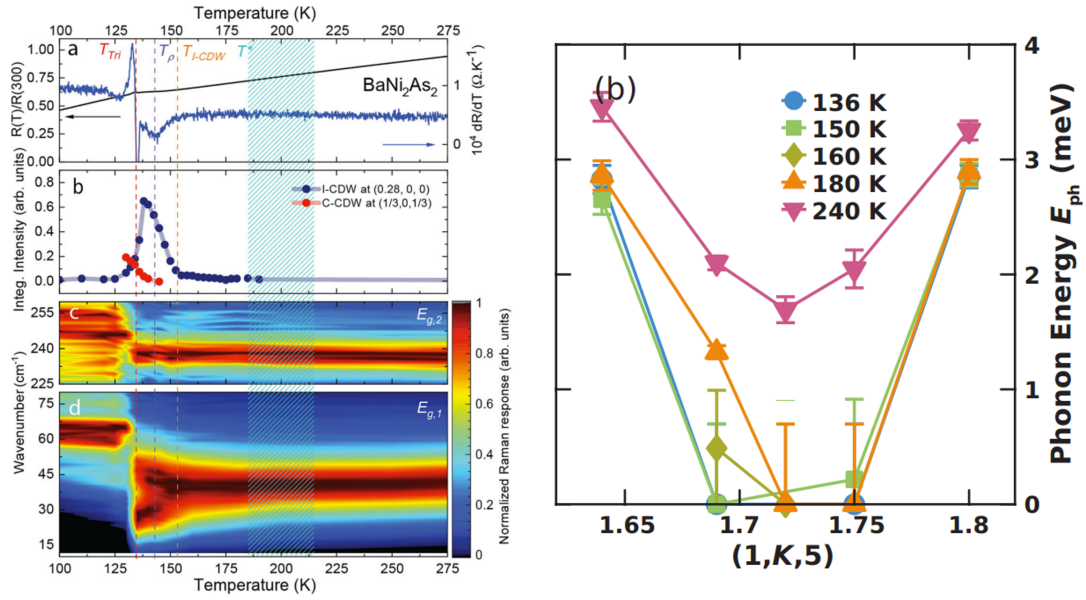 Temperature (K)
100 125 150 175 200 225 250 275
a
T_Tri T_ρ T_I-CDW T*
BaNi₂As₂
R(T)/R(300)
1.00
0.75
0.50
0.25
0.00
10⁴ dR/dT (Ω.K⁻¹)
1
0
b
I-CDW at (0.28, 0, 0)
C-CDW at (1/3,0,1/3)
Integ. Intensity (arb. units)
0.8
0.6
0.4
0.2
0.0
c
E_g,2
255
240
225
d
E_g,1
Wavenumber (cm⁻¹)
75
60
45
30
15
1
0.8
0.6
0.4
0.2
0
Normalized Raman response (arb. units)
100 125 150 175 200 225 250 275
Temperature (K)
(b)
136 K
150 K
160 K
180 K
240 K
4
3
2
1
0
Phonon Energy E_ph (meV)
1.65 1.7 1.75 1.8
(1,K,5)